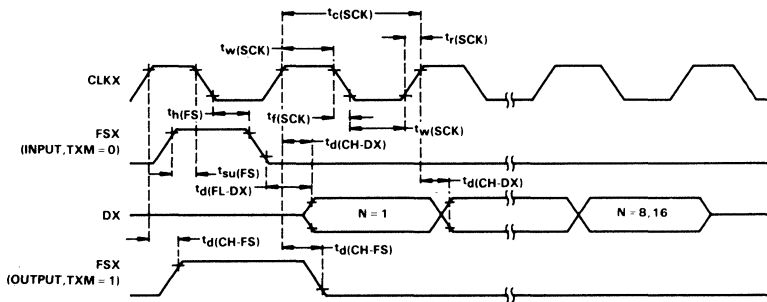 tc(SCK)
tw(SCK)
tr(SCK)
CLKX
th(FS)
tf(SCK)
tw(SCK)
FSX
(INPUT,TXM = 0)
td(CH-DX)
tsu(FS)
td(FL-DX)
td(CH-DX)
DX
N = 1
N = 8,16
td(CH-FS)
td(CH-FS)
FSX
(OUTPUT,TXM = 1)